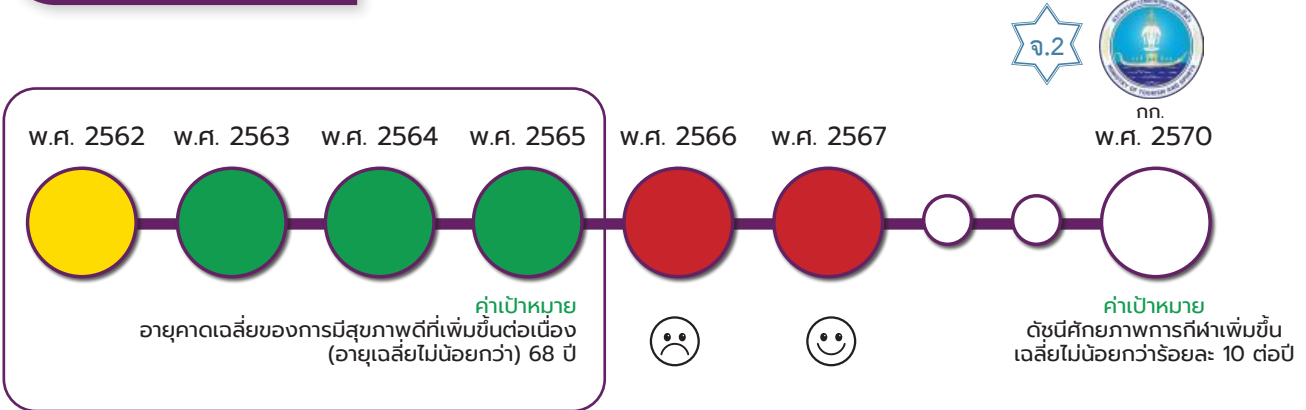 จ.2
MINISTRY OF TOURISM AND SPORTS
กก.
พ.ศ. 2562 พ.ศ. 2563 พ.ศ. 2564 พ.ศ. 2565 พ.ศ. 2566 พ.ศ. 2567 พ.ศ. 2570
ค่าเป้าหมาย
อายุคาดเฉลี่ยของการมีสุขภาพดีที่เพิ่มขึ้นต่อเนื่อง
(อายุเฉลี่ยไม่น้อยกว่า) 68 ปี
ค่าเป้าหมาย
ดัชนีศักยภาพการกีฬาเพิ่มขึ้น
เฉลี่ยไม่น้อยกว่าร้อยละ 10 ต่อปี